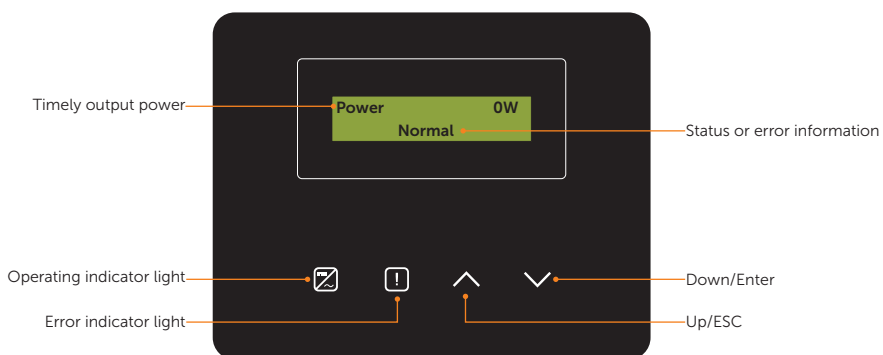 Timely output power
Power 0W
Normal
Status or error information
Operating indicator light
!
Down/Enter
Error indicator light
Up/ESC